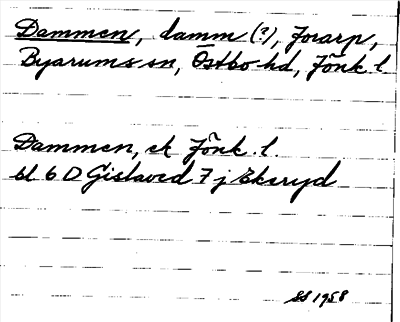 Dammen, damm (?), Forarp,
Byarums sn, Östbo hd, Jönk. l.
Dammen, ek Jönk. l.
bl 6 D Gislaved 7 j Ekeryd
SS 1958